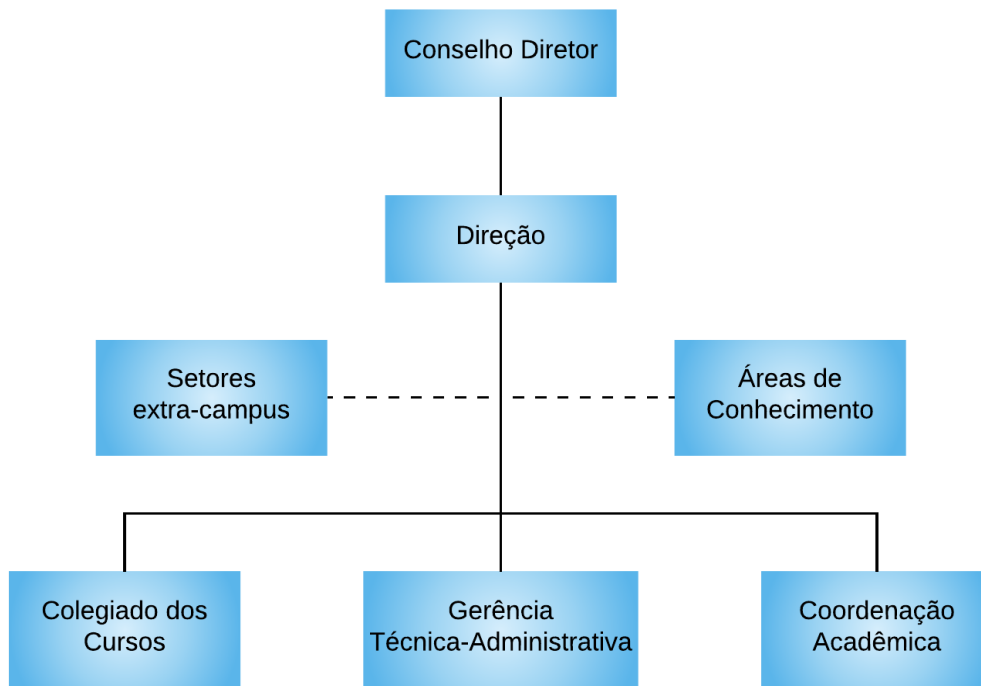 Conselho Diretor
Direção
Setores
extra-campus
Áreas de
Conhecimento
Colegiado dos
Cursos
Gerência
Técnica-Administrativa
Coordenação
Acadêmica